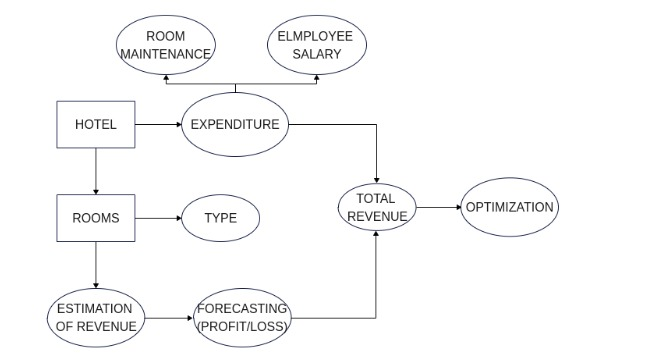 ROOM
MAINTENANCE
ELMPLOYEE
SALARY
HOTEL
EXPENDITURE
ROOMS
TYPE
TOTAL
REVENUE
OPTIMIZATION
ESTIMATION
OF REVENUE
FORECASTING
(PROFIT/LOSS)